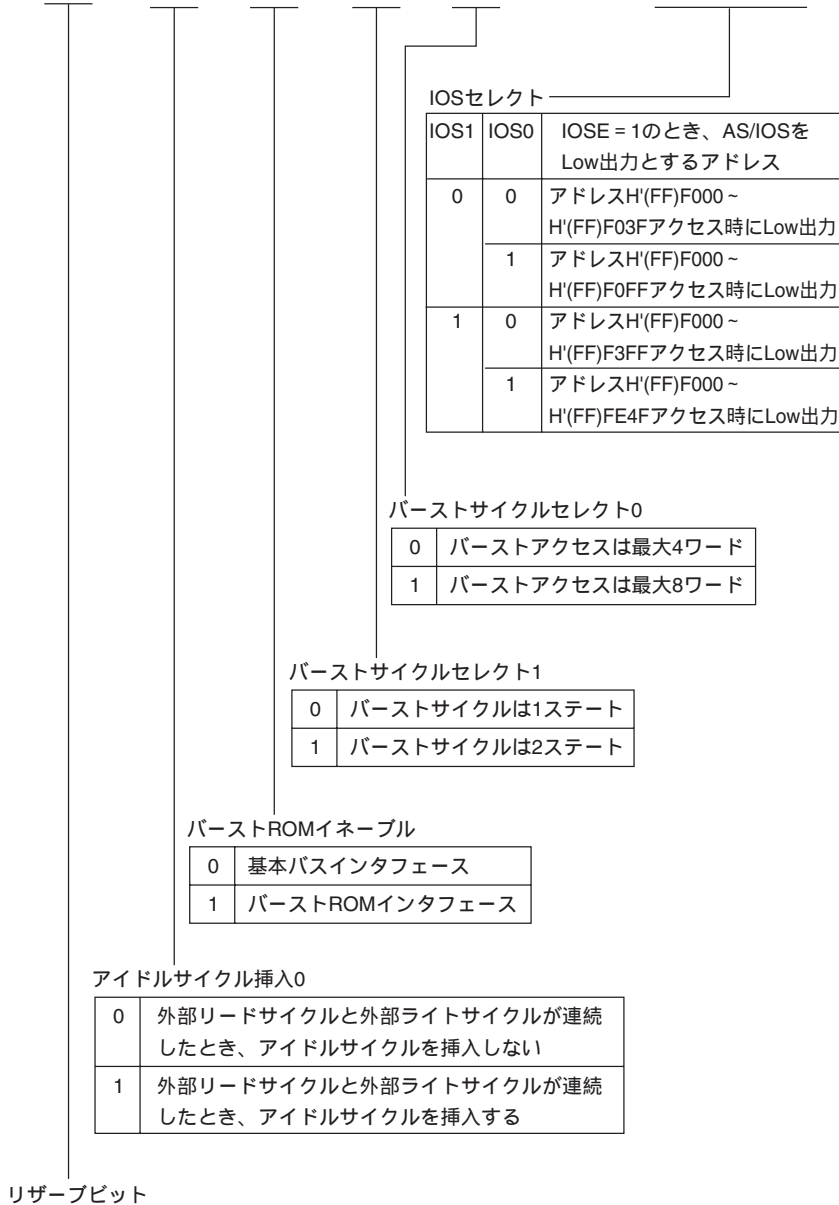 IOSセレクト
IOS1 IOS0 IOSE = 1のとき、AS/IOSを
Low出力とするアドレス
0 0 アドレスH'(FF)F000 ~
H'(FF)F03Fアクセス時にLow出力
1 アドレスH'(FF)F000 ~
H'(FF)F0FFアクセス時にLow出力
1 0 アドレスH'(FF)F000 ~
H'(FF)F3FFアクセス時にLow出力
1 アドレスH'(FF)F000 ~
H'(FF)FE4Fアクセス時にLow出力
バーストサイクルセレクト0
0 バーストアクセスは最大4ワード
1 バーストアクセスは最大8ワード
バーストサイクルセレクト1
0 バーストサイクルは1ステート
1 バーストサイクルは2ステート
バーストROMイネーブル
0 基本バスインタフェース
1 バーストROMインタフェース
アイドルサイクル挿入0
0 外部リードサイクルと外部ライトサイクルが連続
したとき、アイドルサイクルを挿入しない
1 外部リードサイクルと外部ライトサイクルが連続
したとき、アイドルサイクルを挿入する
リザーブビット